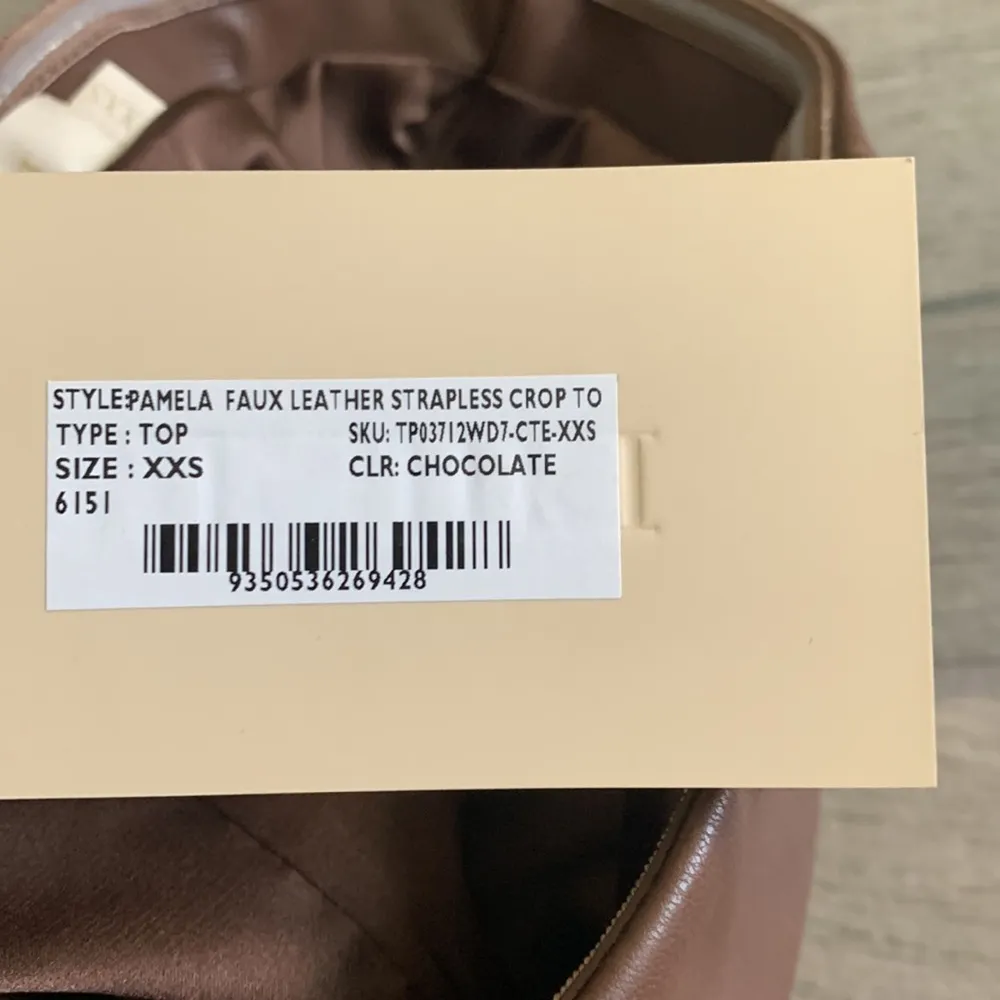 XXS
STYLE:PAMELA FAUX LEATHER STRAPLESS CROP TO
TYPE : TOP SKU: TP03712WD7-CTE-XXS
SIZE : XXS CLR: CHOCOLATE
6151
9350536269428